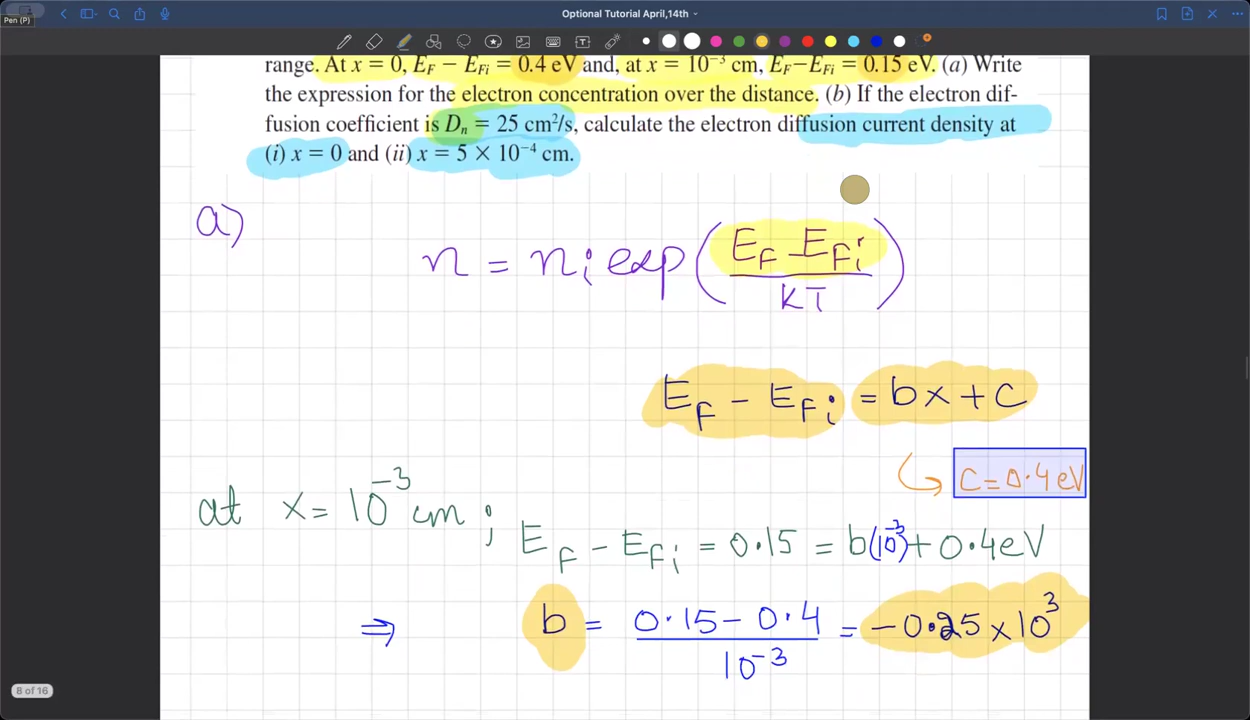 Pen (P)
Optional Tutorial April,14th
range. At x = 0, E_F − E_Fi = 0.4 eV and, at x = 10⁻³ cm, E_F−E_Fi = 0.15 eV. (a) Write
the expression for the electron concentration over the distance. (b) If the electron dif-
fusion coefficient is D_n = 25 cm²/s, calculate the electron diffusion current density at
(i) x = 0 and (ii) x = 5 × 10⁻⁴ cm.
a)
n = n_i exp((E_F − E_Fi)/KT)
E_F − E_Fi = bx + c
c = 0.4 eV
at x = 10⁻³ cm ; E_F − E_Fi = 0.15 = b(10⁻³) + 0.4 eV
⇒ b = (0.15 − 0.4)/10⁻³ = −0.25 × 10³
8 of 16